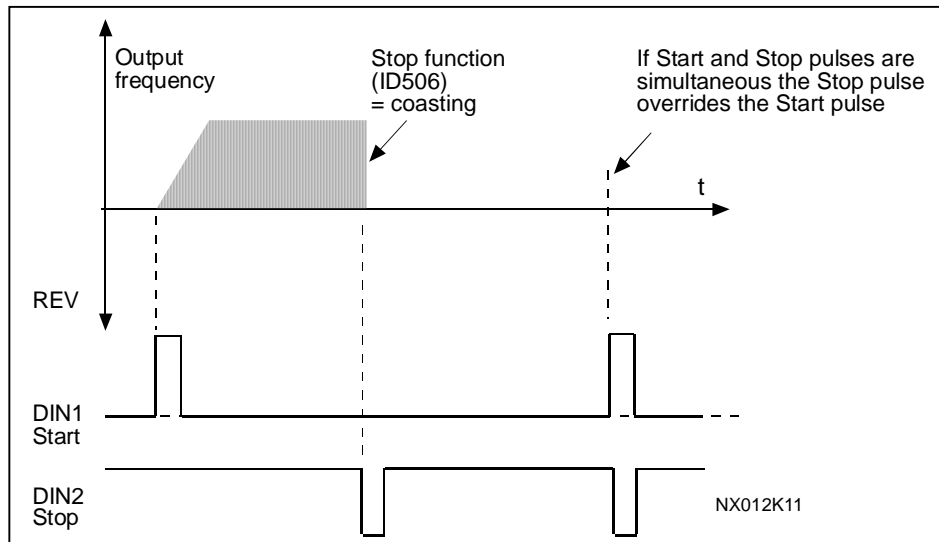 Output
frequency
Stop function
(ID506)
= coasting
If Start and Stop pulses are
simultaneous the Stop pulse
overrides the Start pulse
t
REV
DIN1
Start
DIN2
Stop
NX012K11